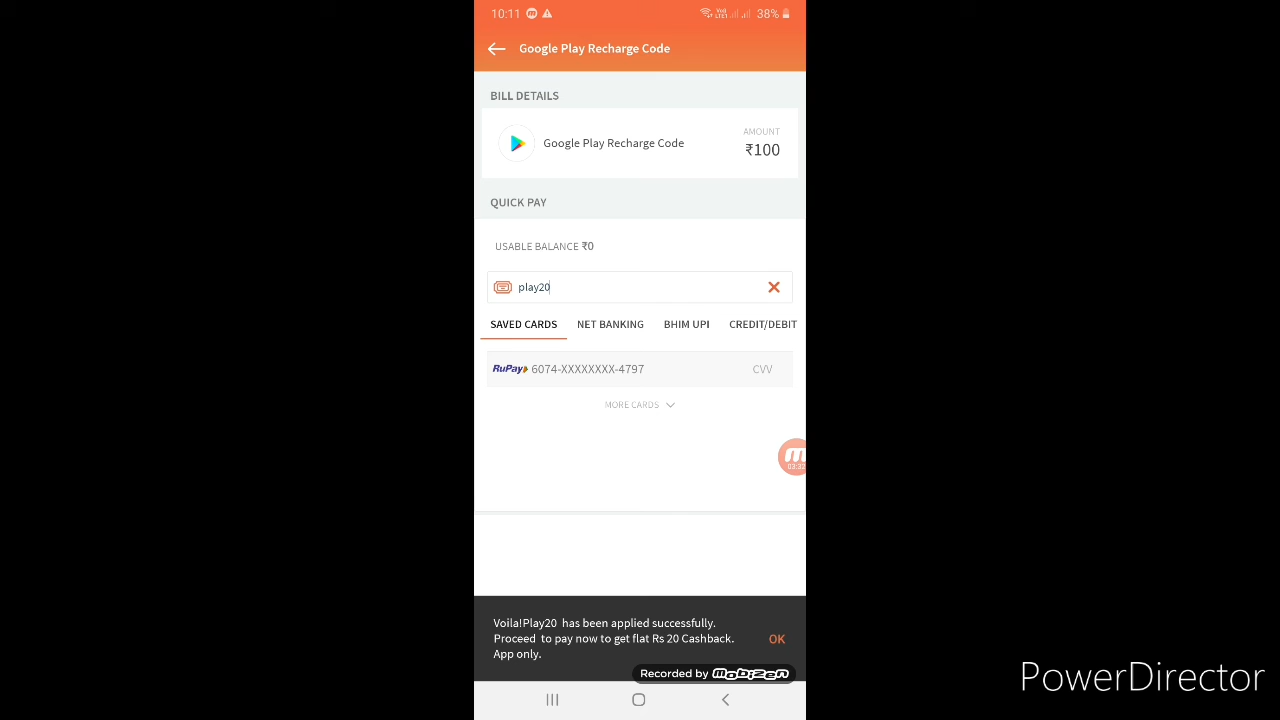 10:11
38%
Google Play Recharge Code
BILL DETAILS
Google Play Recharge Code
AMOUNT
₹100
QUICK PAY
USABLE BALANCE ₹0
play20
SAVED CARDS NET BANKING BHIM UPI CREDIT/DEBIT
RuPay 6074-XXXXXXXX-4797 CVV
MORE CARDS
03:32
Voila!Play20 has been applied successfully.
Proceed to pay now to get flat Rs 20 Cashback.
App only.
OK
Recorded by mobizen
PowerDirector